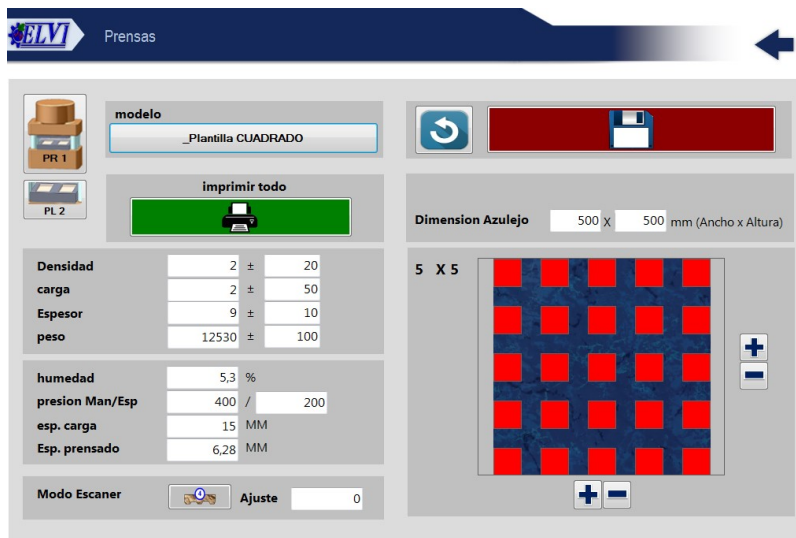 ELVI
Prensas
PR 1
modelo
_Plantilla CUADRADO
PL 2
imprimir todo
Dimension Azulejo 500 X 500 mm (Ancho x Altura)
Densidad 2 ± 20
carga 2 ± 50
Espesor 9 ± 10
peso 12530 ± 100
5 X 5
humedad 5,3 %
presion Man/Esp 400 / 200
esp. carga 15 MM
Esp. prensado 6,28 MM
Modo Escaner 4 Ajuste 0